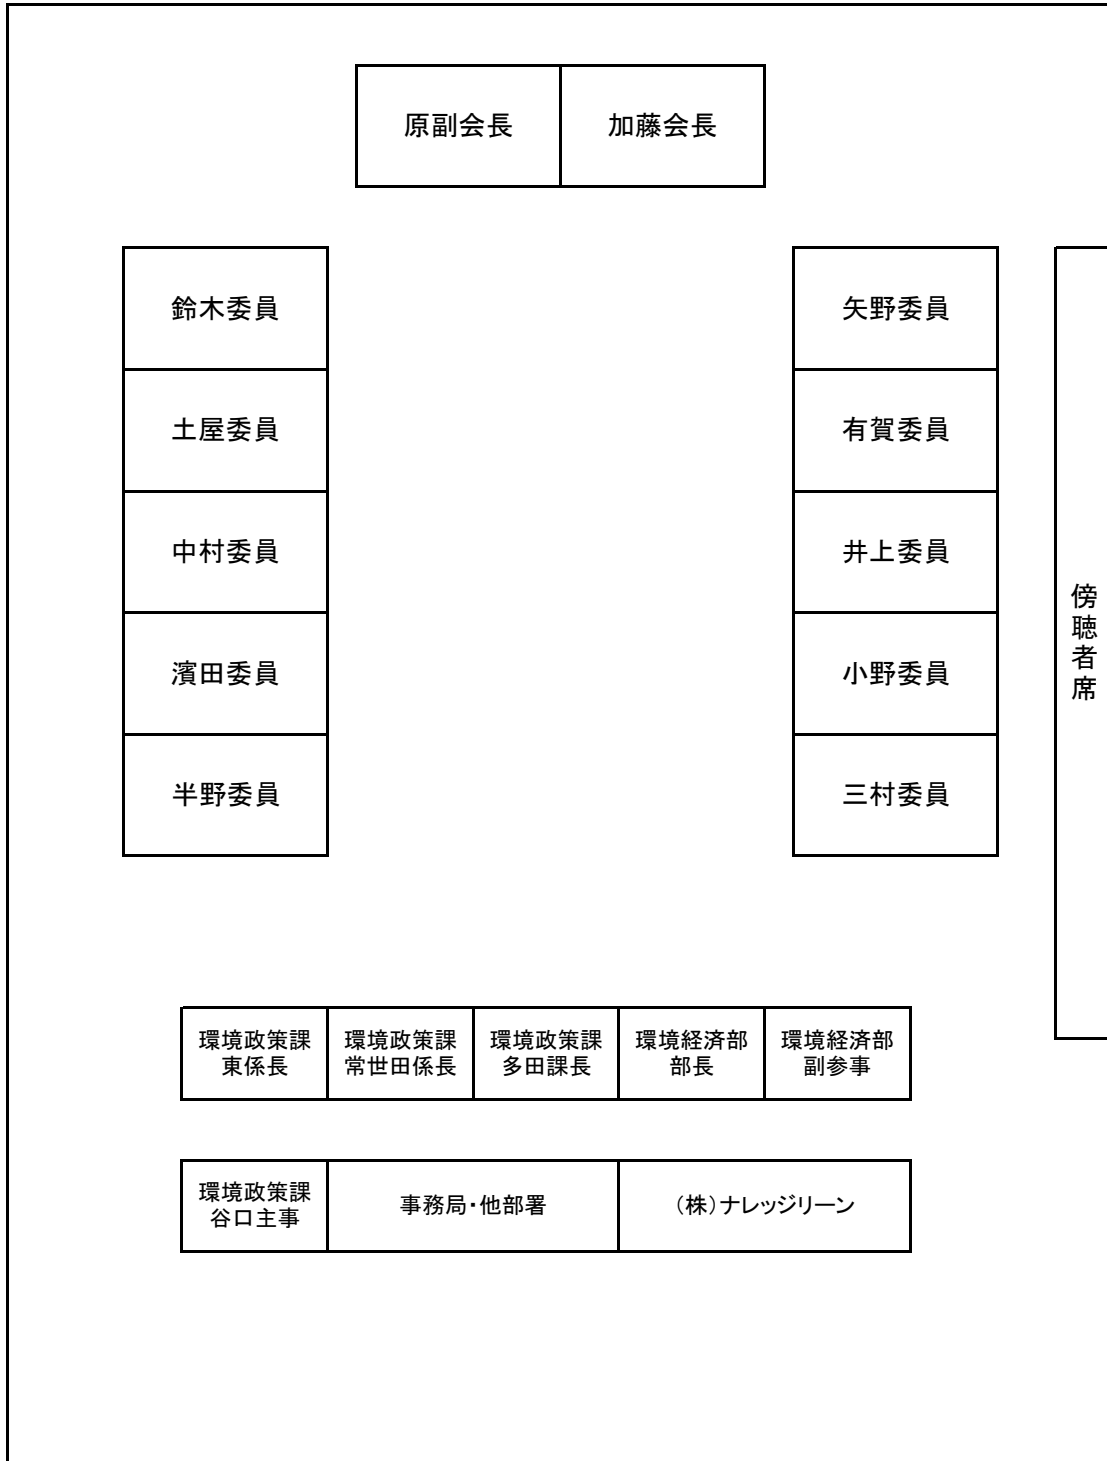 原副会長
加藤会長
鈴木委員
矢野委員
土屋委員
有賀委員
中村委員
井上委員
濱田委員
小野委員
半野委員
三村委員
傍聴者席
環境政策課
東係長
環境政策課
常世田係長
環境政策課
多田課長
環境経済部
部長
環境経済部
副参事
環境政策課
谷口主事
事務局・他部署
（株）ナレッジリーン